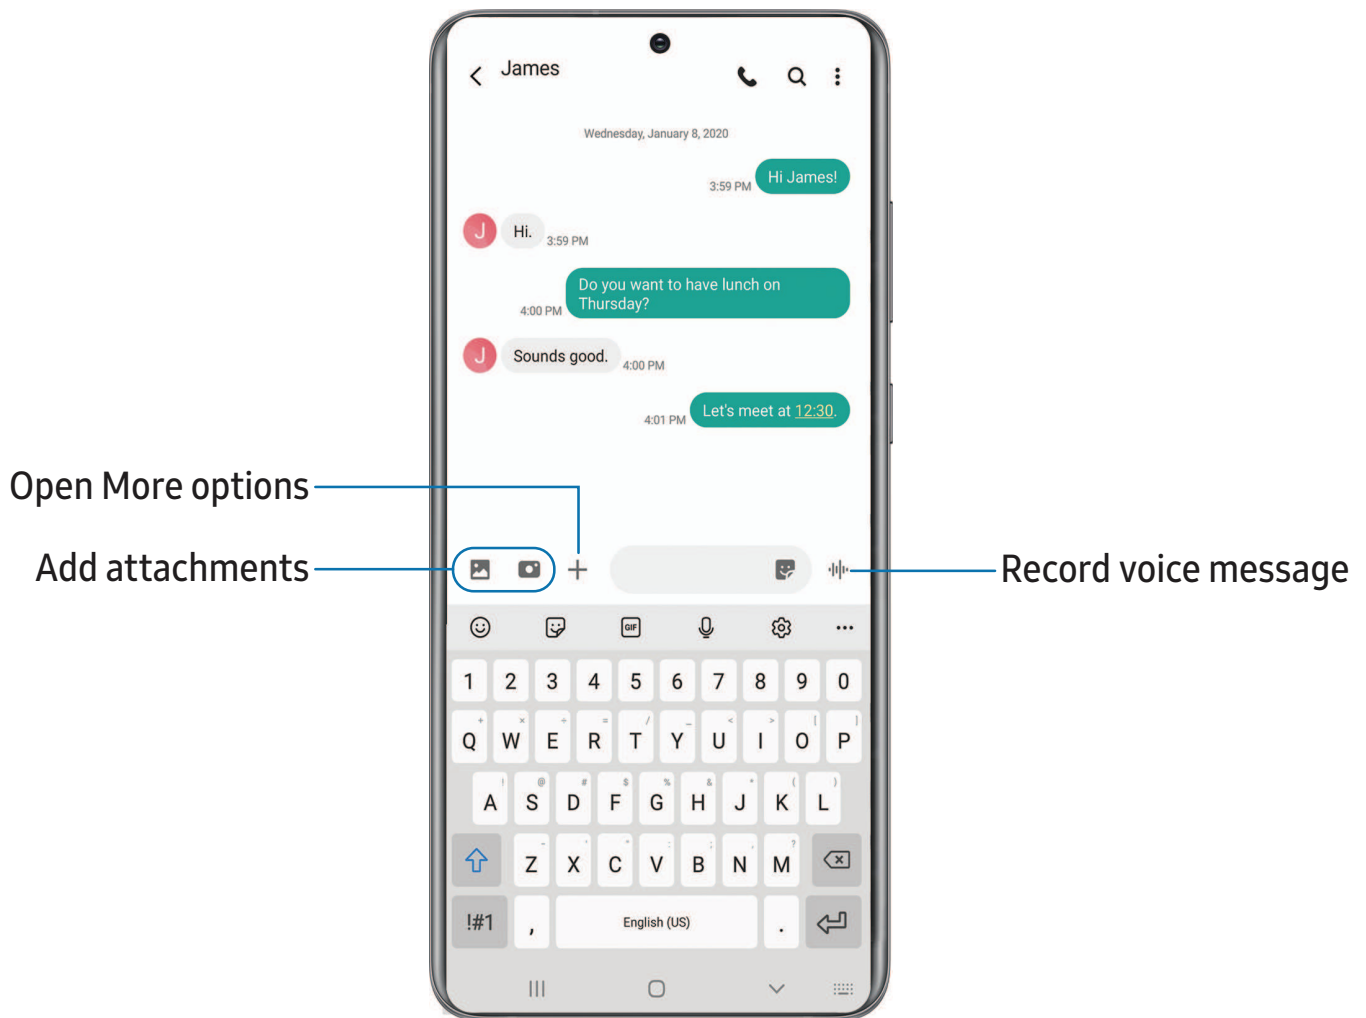 James
Wednesday, January 8, 2020
3:59 PM Hi James!
J Hi. 3:59 PM
Do you want to have lunch on
Thursday?
4:00 PM
J Sounds good. 4:00 PM
4:01 PM Let's meet at 12:30.
Open More options
Add attachments
Record voice message
GIF
1 2 3 4 5 6 7 8 9 0
+ × ÷ = / _ < > [ ]
Q W E R T Y U I O P
! @ # $ % & * ( )
A S D F G H J K L
- ' " : ; , ?
Z X C V B N M
!#1 , English (US) .